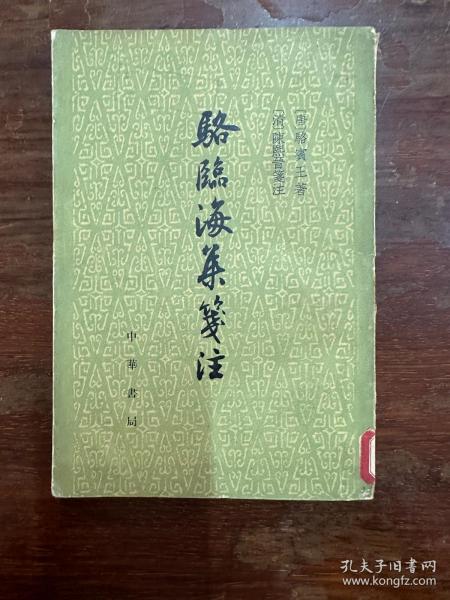 [唐]駱賓王著
[清]陳熙晋箋注
駱臨海集箋注
中華書局
孔夫子旧书网
www.kongfz.com